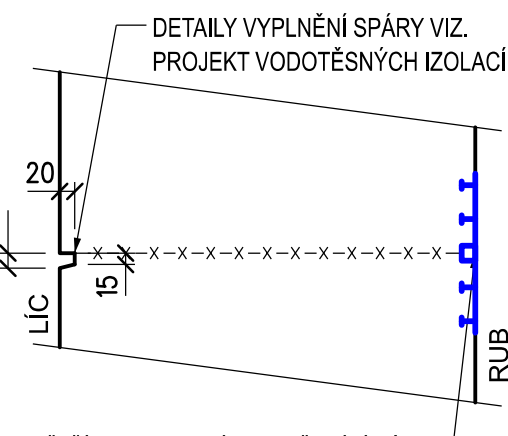 DETAILY VYPLNĚNÍ SPÁRY VIZ.
PROJEKT VODOTĚSNÝCH IZOLACÍ
20
15
LÍC
RUB